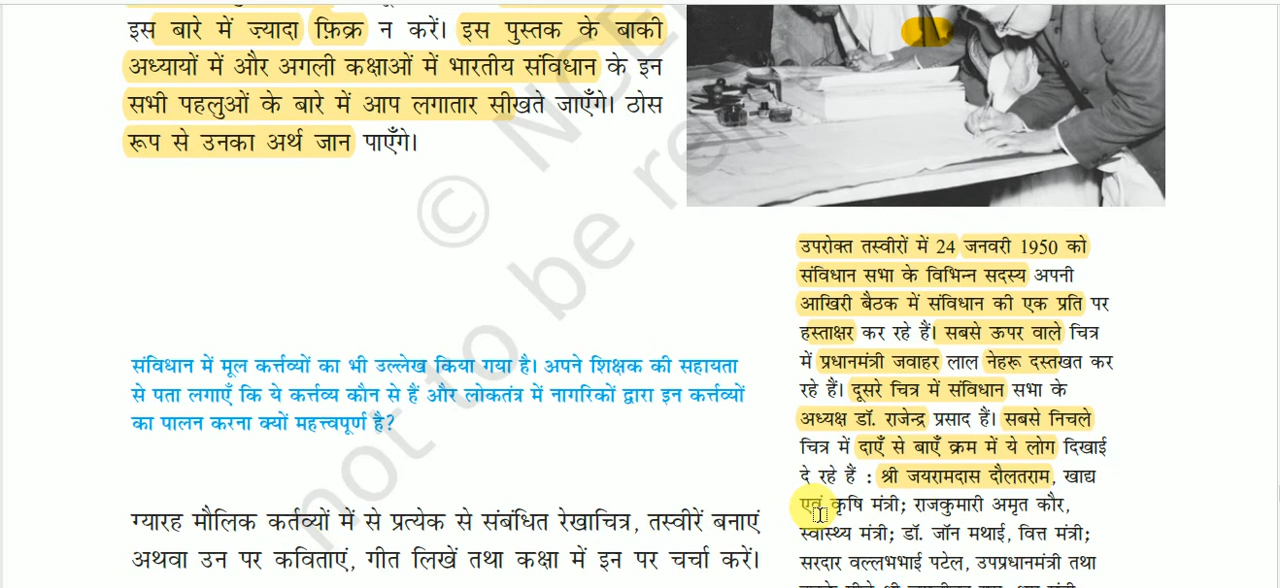 इस बारे में ज़्यादा फ़िक्र न करें। इस पुस्तक के बाकी
अध्यायों में और अगली कक्षाओं में भारतीय संविधान के इन
सभी पहलुओं के बारे में आप लगातार सीखते जाएँगे। ठोस
रूप से उनका अर्थ जान पाएँगे।
संविधान में मूल कर्त्तव्यों का भी उल्लेख किया गया है। अपने शिक्षक की सहायता
से पता लगाएँ कि ये कर्त्तव्य कौन से हैं और लोकतंत्र में नागरिकों द्वारा इन कर्त्तव्यों
का पालन करना क्यों महत्त्वपूर्ण है?
ग्यारह मौलिक कर्तव्यों में से प्रत्येक से संबंधित रेखाचित्र, तस्वीरें बनाएं
अथवा उन पर कविताएं, गीत लिखें तथा कक्षा में इन पर चर्चा करें।
उपरोक्त तस्वीरों में 24 जनवरी 1950 को
संविधान सभा के विभिन्न सदस्य अपनी
आखिरी बैठक में संविधान की एक प्रति पर
हस्ताक्षर कर रहे हैं। सबसे ऊपर वाले चित्र
में प्रधानमंत्री जवाहर लाल नेहरू दस्तखत कर
रहे हैं। दूसरे चित्र में संविधान सभा के
अध्यक्ष डॉ. राजेन्द्र प्रसाद हैं। सबसे निचले
चित्र में दाएँ से बाएँ क्रम में ये लोग दिखाई
दे रहे हैं : श्री जयरामदास दौलतराम, खाद्य
एवं कृषि मंत्री; राजकुमारी अमृत कौर,
स्वास्थ्य मंत्री; डॉ. जॉन मथाई, वित्त मंत्री;
सरदार वल्लभभाई पटेल, उपप्रधानमंत्री तथा
© NCE
not to be re